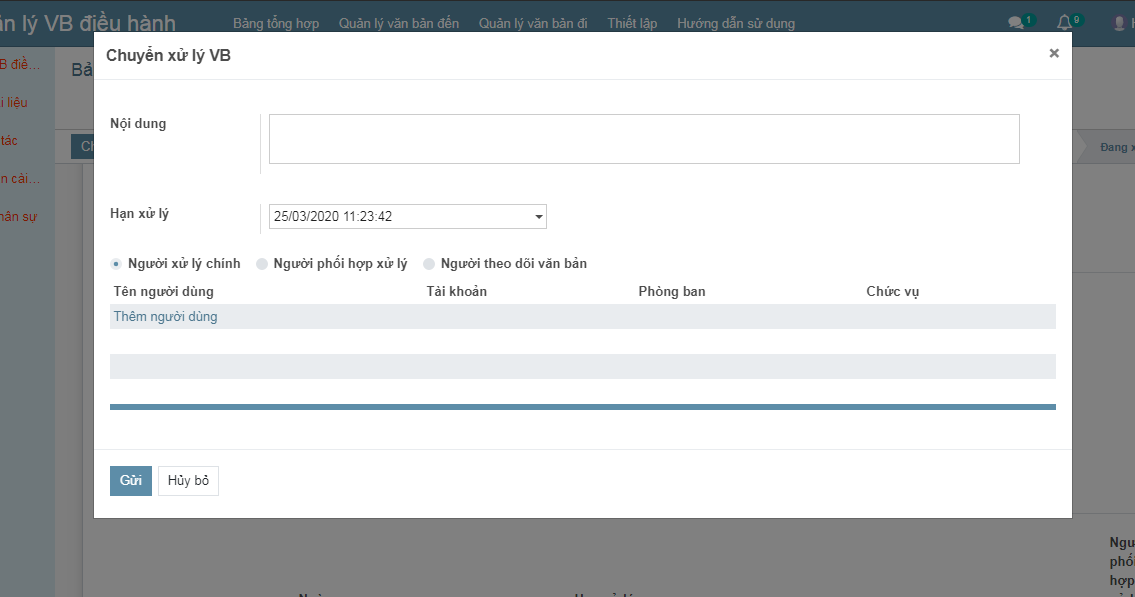 n lý VB điều hành
Bảng tổng hợp Quản lý văn bản đến Quản lý văn bản đi Thiết lập Hướng dẫn sử dụng 1 9
Chuyển xử lý VB ×
B điề...
i liệu
tác
n cài...
hân sự
Bả
Đang x
Nội dung
Hạn xử lý 25/03/2020 11:23:42
Người xử lý chính Người phối hợp xử lý Người theo dõi văn bản
Tên người dùng Tài khoản Phòng ban Chức vụ
Thêm người dùng
Gửi Hủy bỏ
phối
hợp